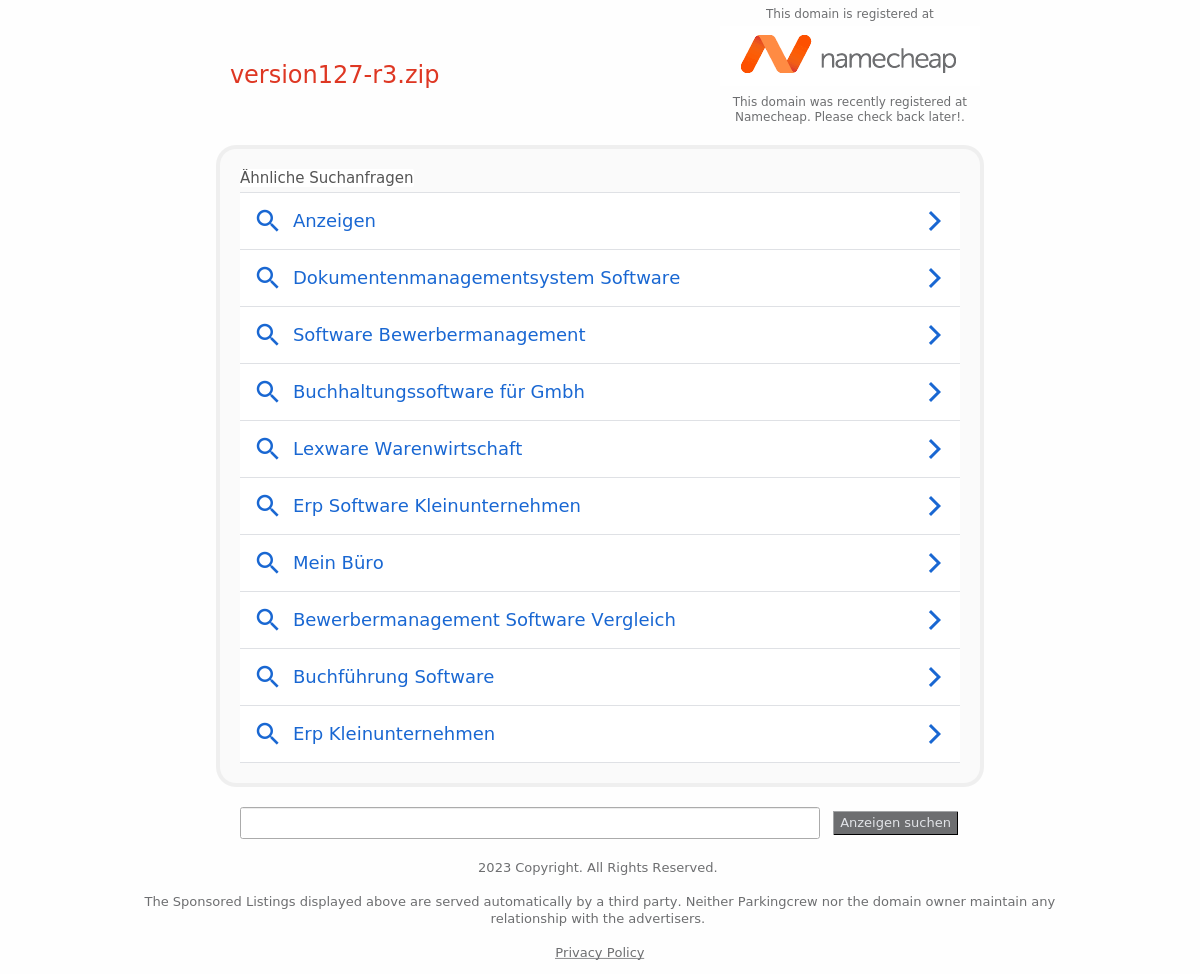 This domain is registered at
namecheap
version127-r3.zip
This domain was recently registered at
Namecheap. Please check back later!.
Ähnliche Suchanfragen
Anzeigen
Dokumentenmanagementsystem Software
Software Bewerbermanagement
Buchhaltungssoftware für Gmbh
Lexware Warenwirtschaft
Erp Software Kleinunternehmen
Mein Büro
Bewerbermanagement Software Vergleich
Buchführung Software
Erp Kleinunternehmen
Anzeigen suchen
2023 Copyright. All Rights Reserved.
The Sponsored Listings displayed above are served automatically by a third party. Neither Parkingcrew nor the domain owner maintain any
relationship with the advertisers.
Privacy Policy